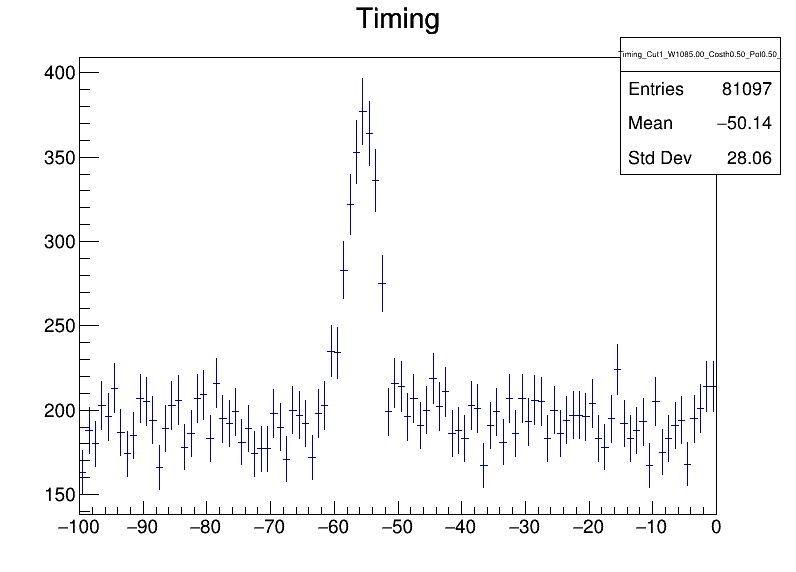 Timing
Timing_Cut1_W1085.00_Costh0.50_Pol0.50_
Entries 81097
Mean −50.14
Std Dev 28.06
400
350
300
250
200
150
−100 −90 −80 −70 −60 −50 −40 −30 −20 −10 0